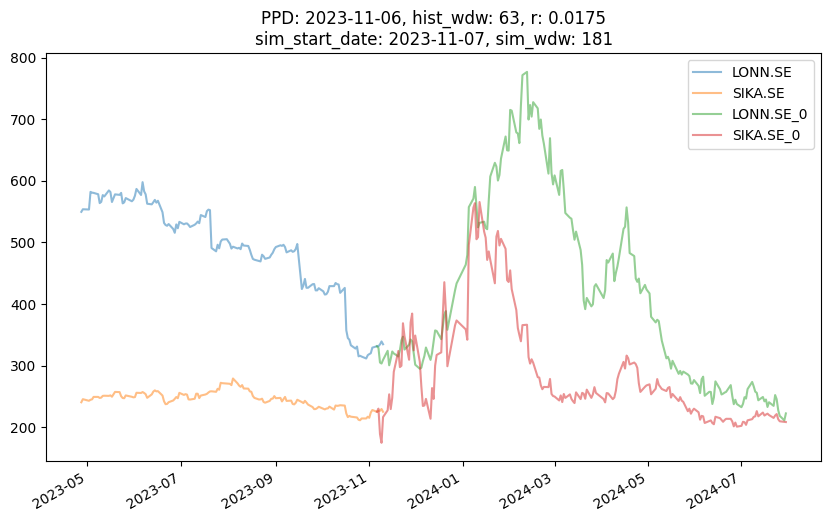 PPD: 2023-11-06, hist_wdw: 63, r: 0.0175
sim_start_date: 2023-11-07, sim_wdw: 181
800
700
600
500
400
300
200
LONN.SE
SIKA.SE
LONN.SE_0
SIKA.SE_0
2023-05
2023-07
2023-09
2023-11
2024-01
2024-03
2024-05
2024-07